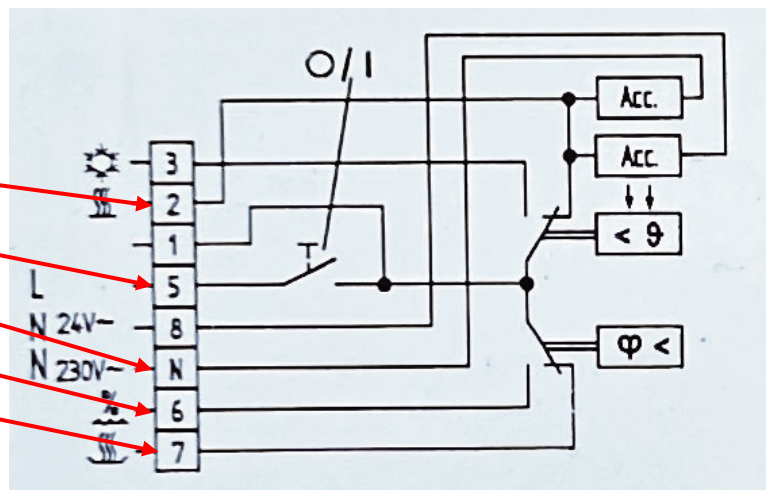 O/I
Acc.
Acc.
3
2
1
< ϑ
L 5
N 24V~ 8
N 230V~ N
φ <
% 6
7